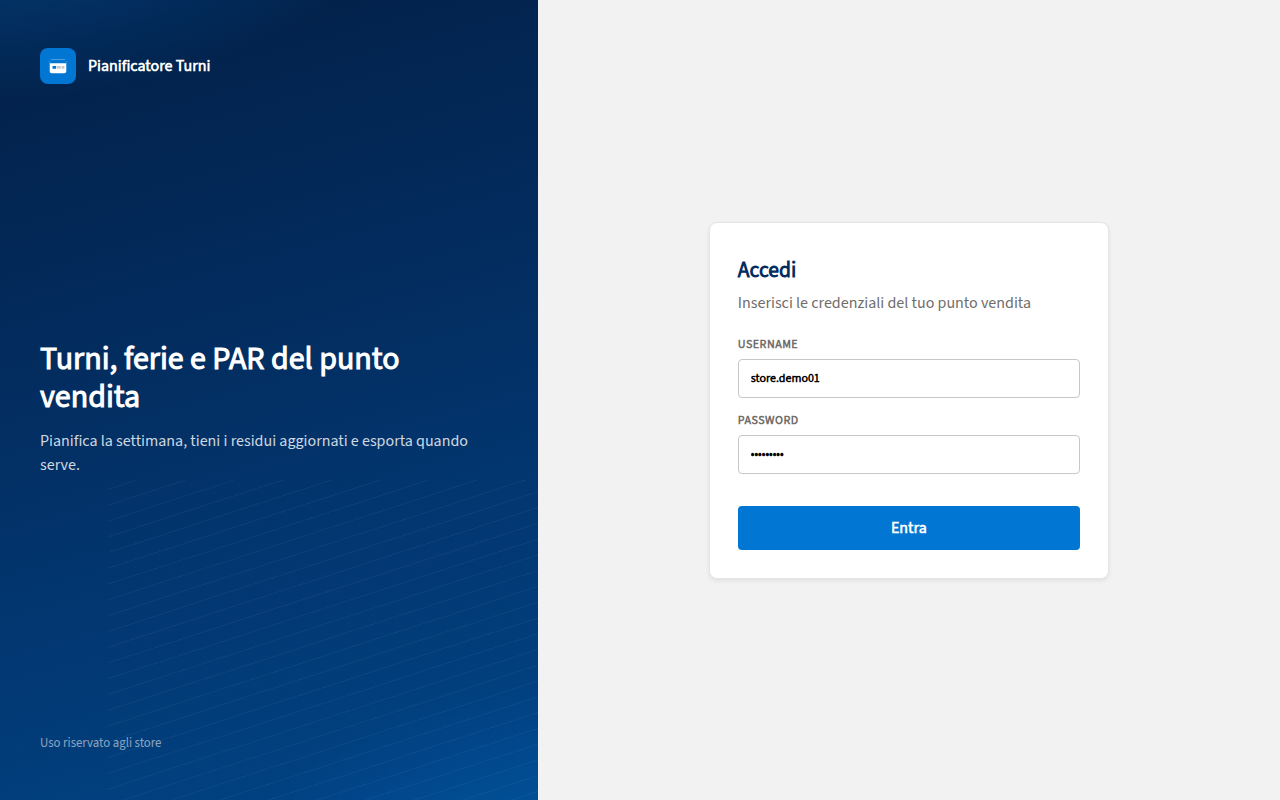 Pianificatore Turni
Turni, ferie e PAR del punto
vendita
Pianifica la settimana, tieni i residui aggiornati e esporta quando
serve.
Uso riservato agli store
Accedi
Inserisci le credenziali del tuo punto vendita
USERNAME
store.demo01
PASSWORD
•••••••••
Entra